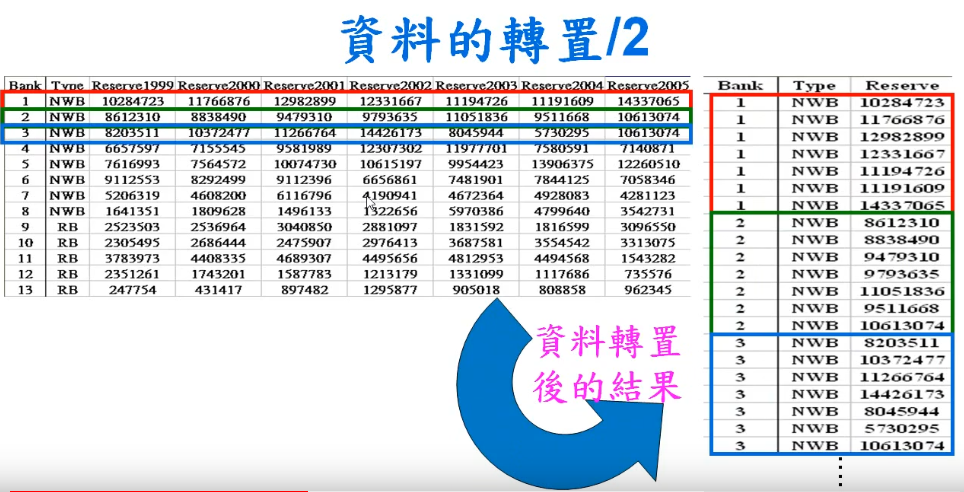 資料的轉置/2
Bank Type Reserve1999 Reserve2000 Reserve2001 Reserve2002 Reserve2003 Reserve2004 Reserve2005
1 NWB 10284723 11766876 12982899 12331667 11194726 11191609 14337065
2 NWB 8612310 8838490 9479310 9793635 11051836 9511668 10613074
3 NWB 8203511 10372477 11266764 14426173 8045944 5730295 10613074
4 NWB 6657597 7155545 9581989 12307302 11977701 7580591 7140871
5 NWB 7616993 7564572 10074730 10615197 9954423 13906375 12260510
6 NWB 9112553 8292499 9112396 6656861 7481901 7844125 7058346
7 NWB 5206319 4608200 6116796 4190941 4672364 4928083 4281123
8 NWB 1641351 1809628 1496133 1322656 5970386 4799640 3542731
9 RB 2523503 2536964 3040850 2881097 1831592 1816599 3096550
10 RB 2305495 2686444 2475907 2976413 3687581 3554542 3313075
11 RB 3783973 4408335 4689307 4495656 4812953 4494568 1543282
12 RB 2351261 1743201 1587783 1213179 1331099 1117686 735576
13 RB 247754 431417 897482 1295877 905018 808858 962345
資料轉置
後的結果
Bank Type Reserve
1 NWB 10284723
1 NWB 11766876
1 NWB 12982899
1 NWB 12331667
1 NWB 11194726
1 NWB 11191609
1 NWB 14337065
2 NWB 8612310
2 NWB 8838490
2 NWB 9479310
2 NWB 9793635
2 NWB 11051836
2 NWB 9511668
2 NWB 10613074
3 NWB 8203511
3 NWB 10372477
3 NWB 11266764
3 NWB 14426173
3 NWB 8045944
3 NWB 5730295
3 NWB 10613074